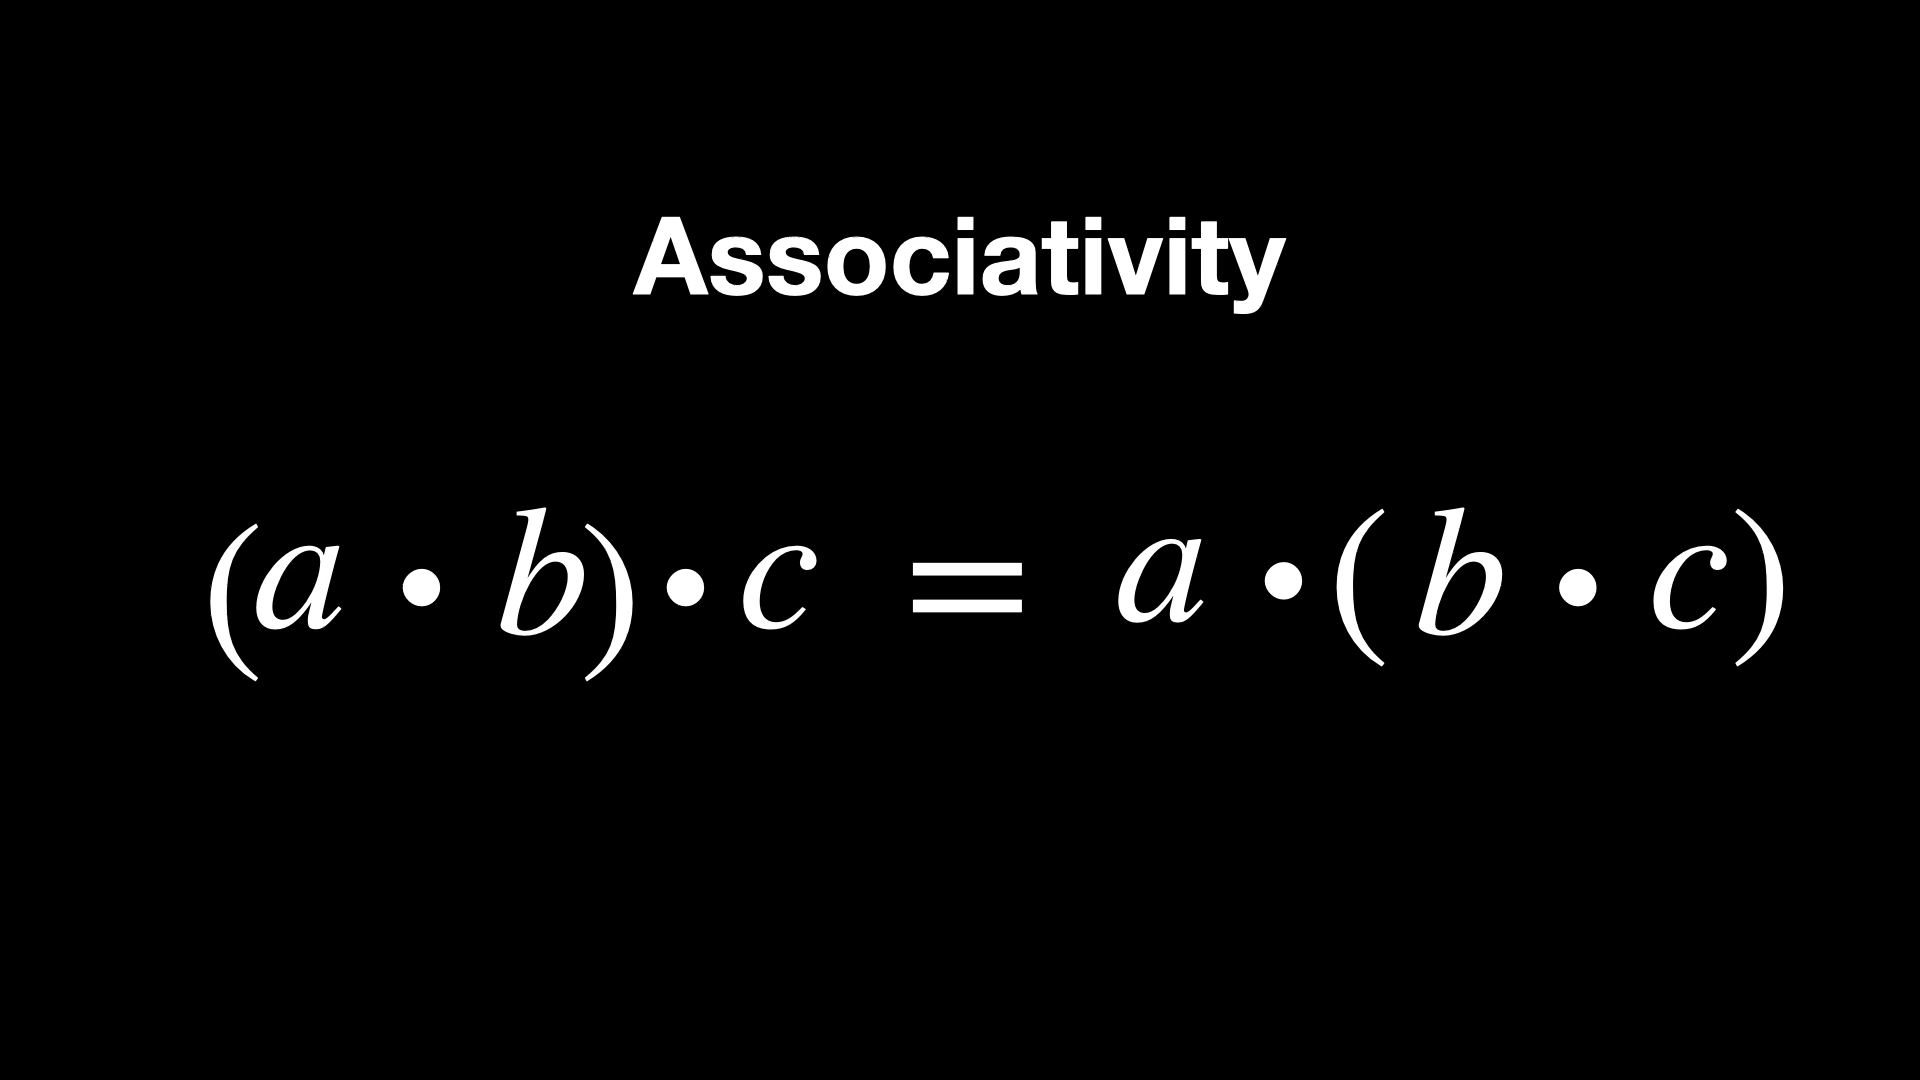 Associativity
(a • b) • c = a • (b • c)